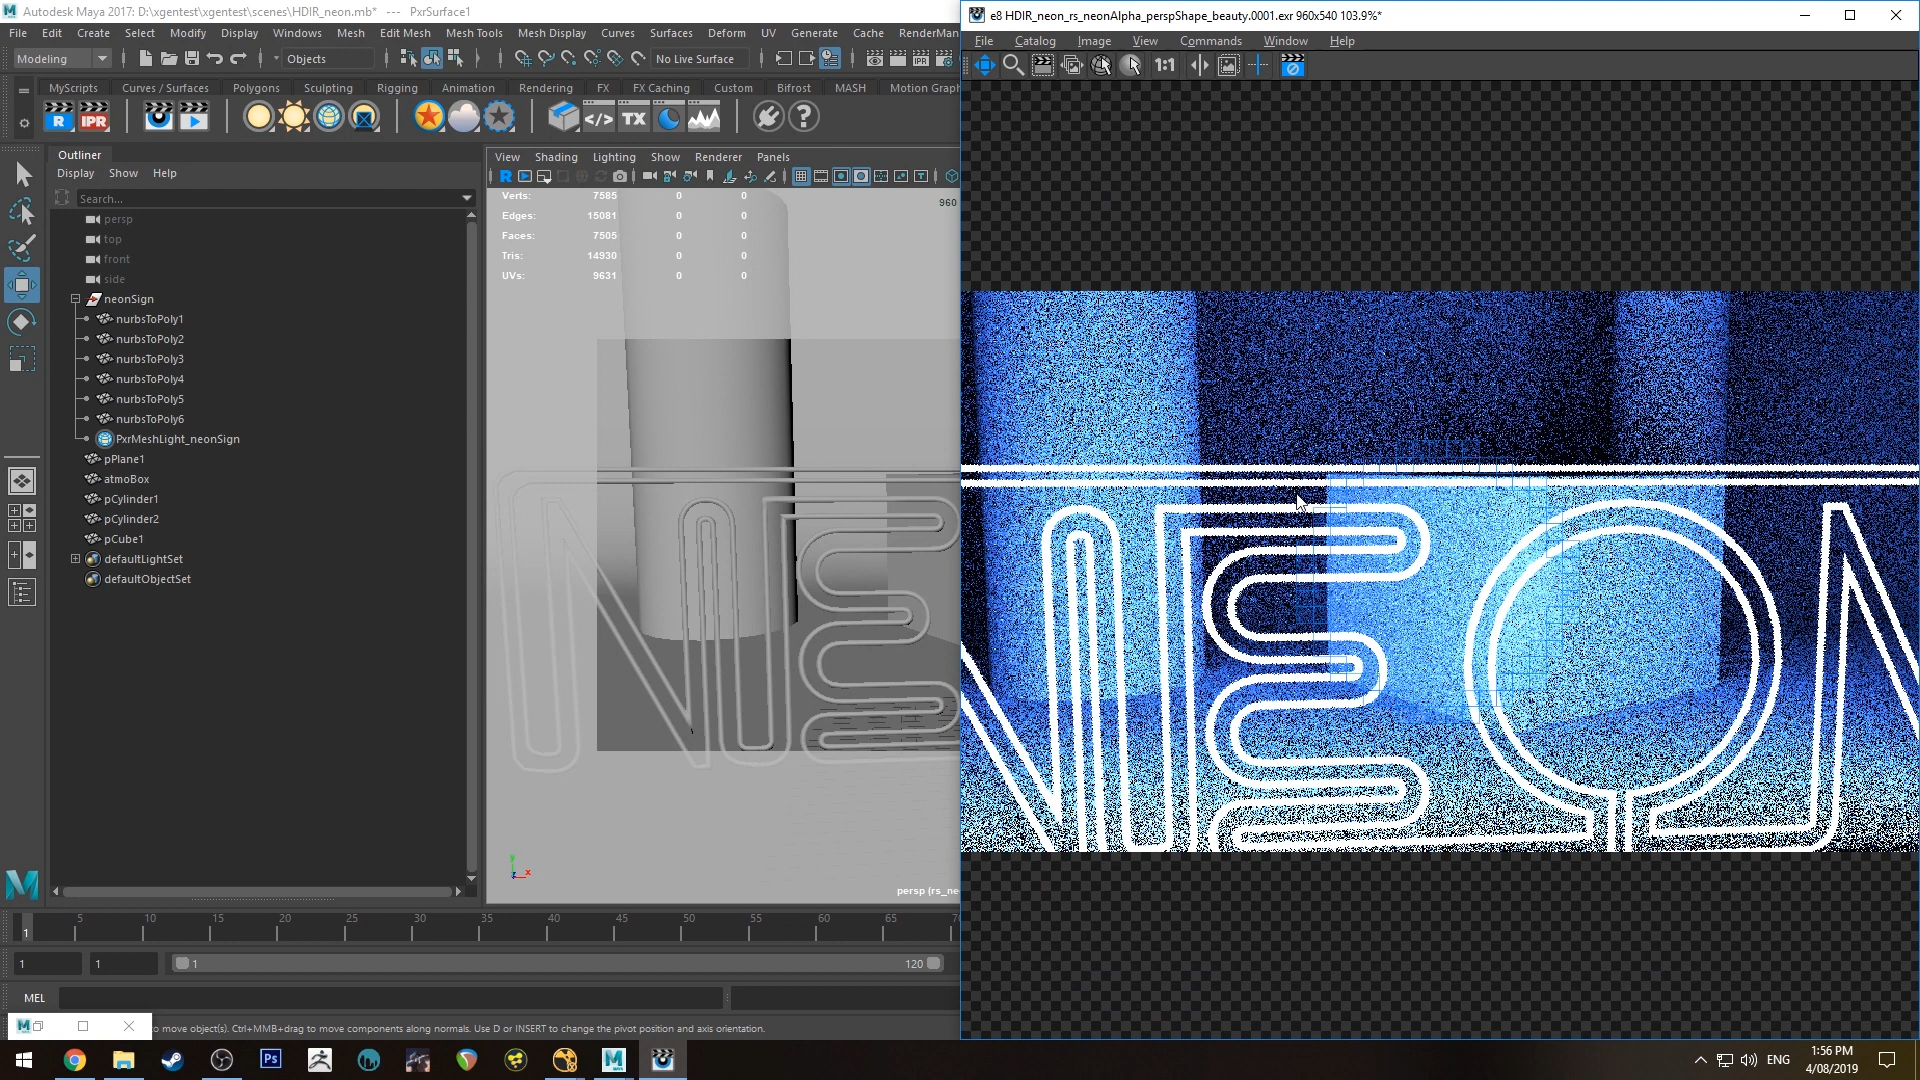 Autodesk Maya 2017: D:\xgentest\xgentest\scenes\HDIR_neon.mb* --- PxrSurface1
File Edit Create Select Modify Display Windows Mesh Edit Mesh Mesh Tools Mesh Display Curves Surfaces Deform UV Generate Cache RenderMan
Modeling Objects No Live Surface
MyScripts Curves / Surfaces Polygons Sculpting Rigging Animation Rendering FX FX Caching Custom Bifrost MASH Motion Graph
R IPR </> TX ?
Outliner
Display Show Help
Search...
persp
top
front
side
neonSign
nurbsToPoly1
nurbsToPoly2
nurbsToPoly3
nurbsToPoly4
nurbsToPoly5
nurbsToPoly6
PxrMeshLight_neonSign
pPlane1
atmoBox
pCylinder1
pCylinder2
pCube1
defaultLightSet
defaultObjectSet
View Shading Lighting Show Renderer Panels
Verts: 7585 0 0
Edges: 15081 0 0
Faces: 7505 0 0
Tris: 14930 0 0
UVs: 9631 0 0
960
y
z x
persp (rs_ne
e8 HDIR_neon_rs_neonAlpha_perspShape_beauty.0001.exr 960x540 103.9%*
File Catalog Image View Commands Window Help
1:1
NEON
5 10 15 20 25 30 35 40 45 50 55 60 65 7
1
1 1 1 120
MEL
to move object(s). Ctrl+MMB+drag to move components along normals. Use D or INSERT to change the pivot position and axis orientation.
Ps
ENG
1:56 PM
4/08/2019